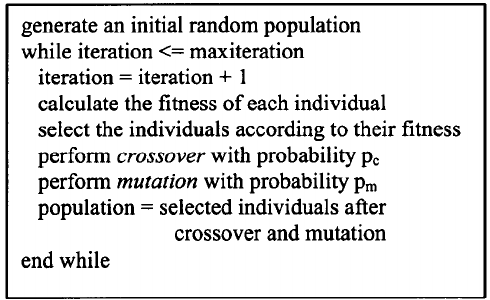 generate an initial random population
while iteration <= maxiteration
iteration = iteration + 1
calculate the fitness of each individual
select the individuals according to their fitness
perform crossover with probability pc
perform mutation with probability pm
population = selected individuals after
crossover and mutation
end while